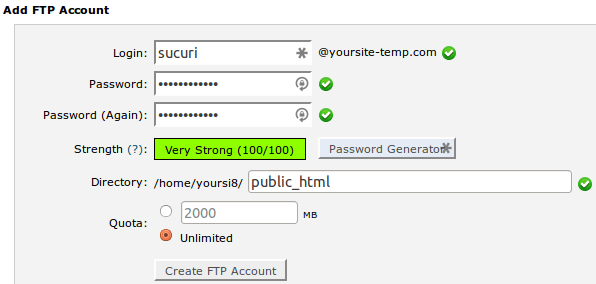 Add FTP Account
Login: sucuri @yoursite-temp.com
Password: ••••••••••••
Password (Again): ••••••••••••
Strength (?): Very Strong (100/100) Password Generator
Directory: /home/yoursi8/ public_html
2000 MB
Quota:
Unlimited
Create FTP Account